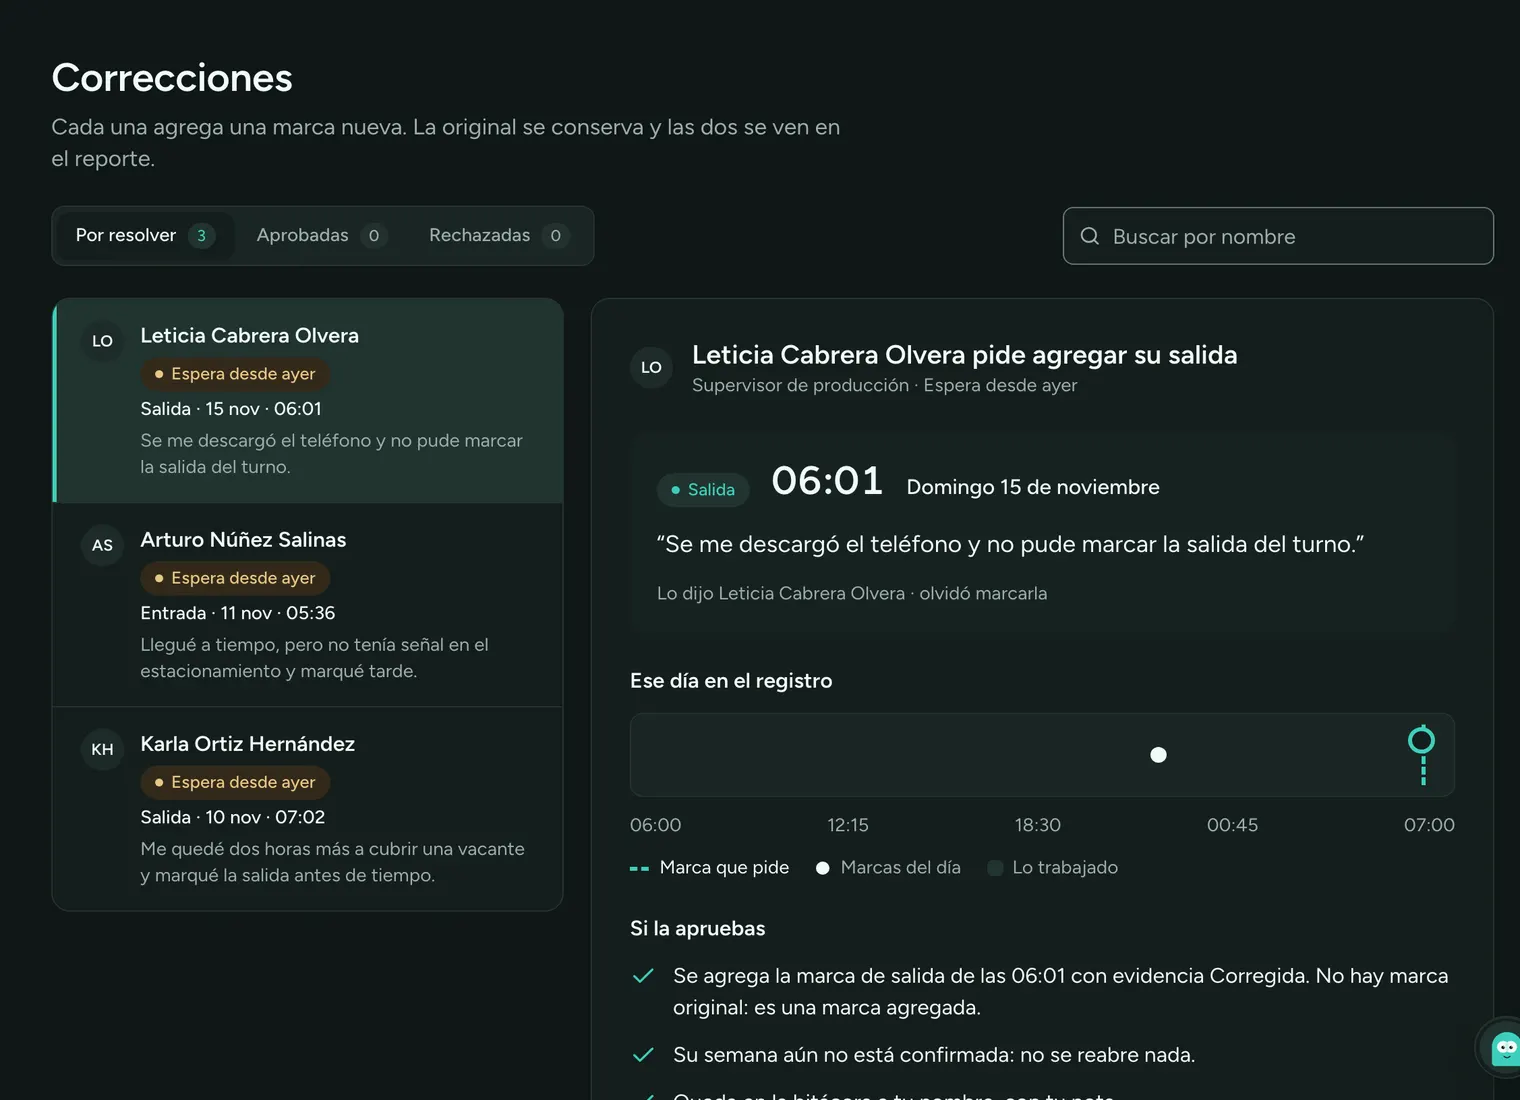 Correcciones
Cada una agrega una marca nueva. La original se conserva y las dos se ven en
el reporte.
Por resolver 3
Aprobadas 0
Rechazadas 0
Buscar por nombre
LO
Leticia Cabrera Olvera
Espera desde ayer
Salida · 15 nov · 06:01
Se me descargó el teléfono y no pude marcar
la salida del turno.
AS
Arturo Núñez Salinas
Espera desde ayer
Entrada · 11 nov · 05:36
Llegué a tiempo, pero no tenía señal en el
estacionamiento y marqué tarde.
KH
Karla Ortiz Hernández
Espera desde ayer
Salida · 10 nov · 07:02
Me quedé dos horas más a cubrir una vacante
y marqué la salida antes de tiempo.
LO
Leticia Cabrera Olvera pide agregar su salida
Supervisor de producción · Espera desde ayer
Salida 06:01 Domingo 15 de noviembre
“Se me descargó el teléfono y no pude marcar la salida del turno.”
Lo dijo Leticia Cabrera Olvera · olvidó marcarla
Ese día en el registro
06:00 12:15 18:30 00:45 07:00
Marca que pide Marcas del día Lo trabajado
Si la apruebas
Se agrega la marca de salida de las 06:01 con evidencia Corregida. No hay marca
original: es una marca agregada.
Su semana aún no está confirmada: no se reabre nada.
Queda en la bitácora a tu nombre, con tu nota.